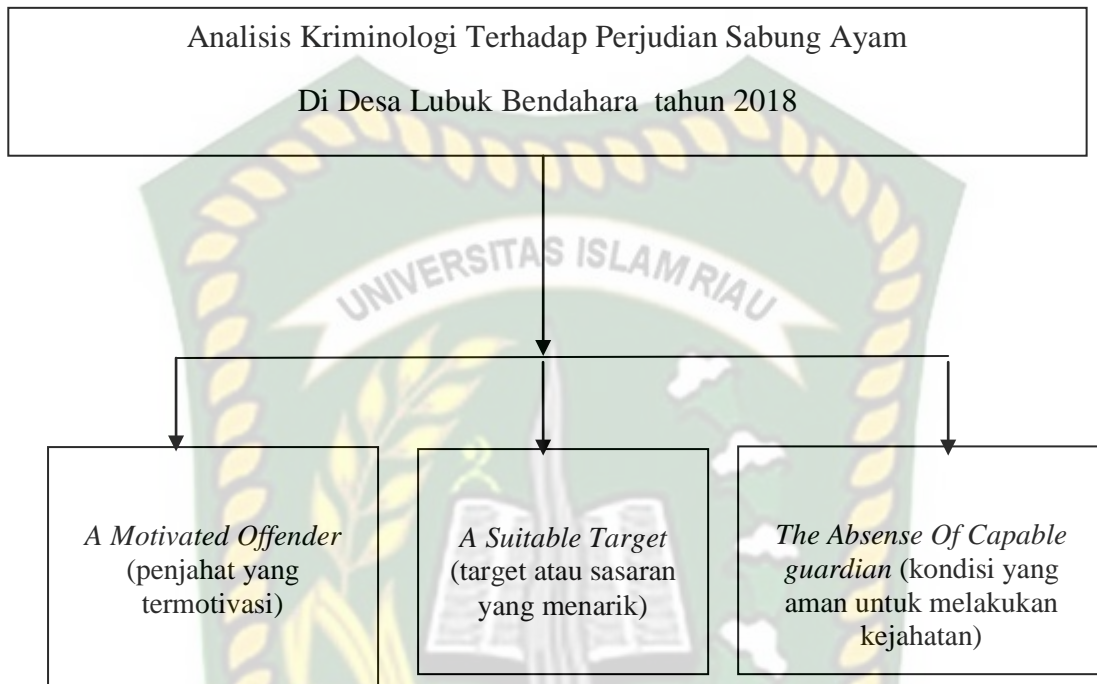 Analisis Kriminologi Terhadap Perjudian Sabung Ayam
Di Desa Lubuk Bendahara tahun 2018
UNIVERSITAS ISLAM RIAU
A Motivated Offender
(penjahat yang
termotivasi)
A Suitable Target
(target atau sasaran
yang menarik)
The Absense Of Capable
guardian (kondisi yang
aman untuk melakukan
kejahatan)